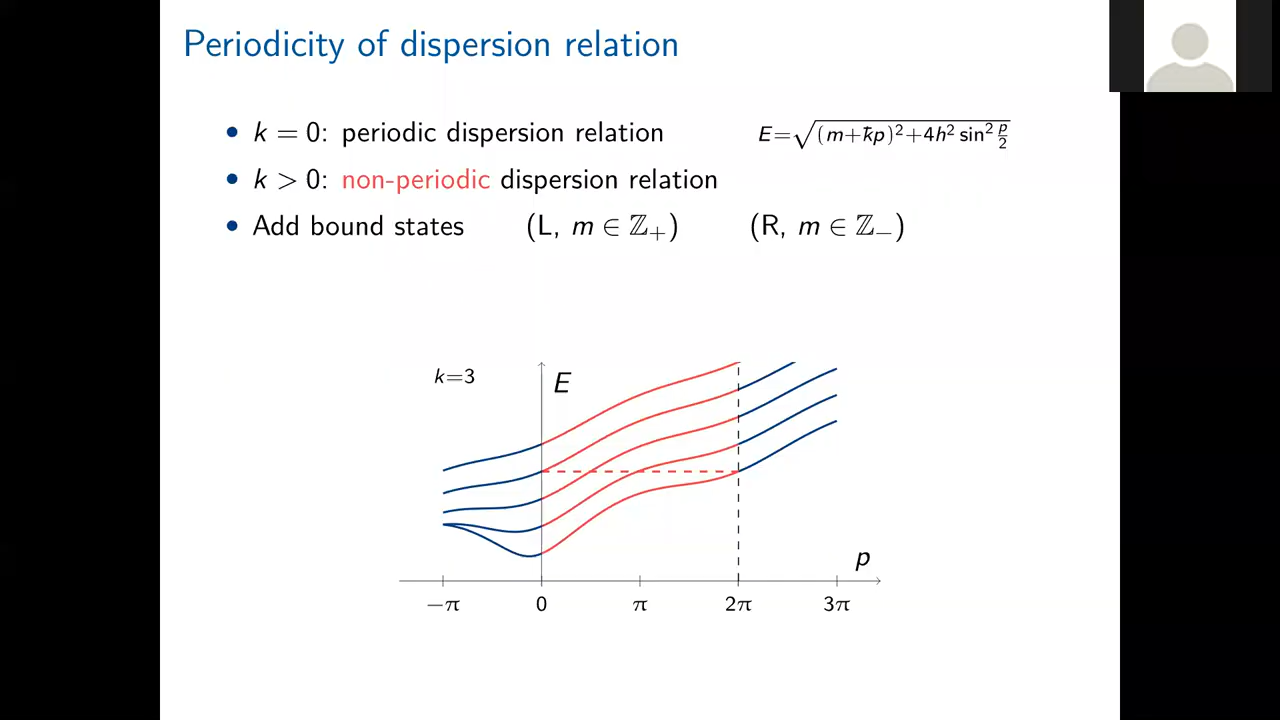 Periodicity of dispersion relation
• k = 0: periodic dispersion relation E=√(m+ƙp)²+4h² sin² p/2
• k > 0: non-periodic dispersion relation
• Add bound states (L, m ∈ ℤ₊) (R, m ∈ ℤ₋)
k=3
E
p
−π 0 π 2π 3π